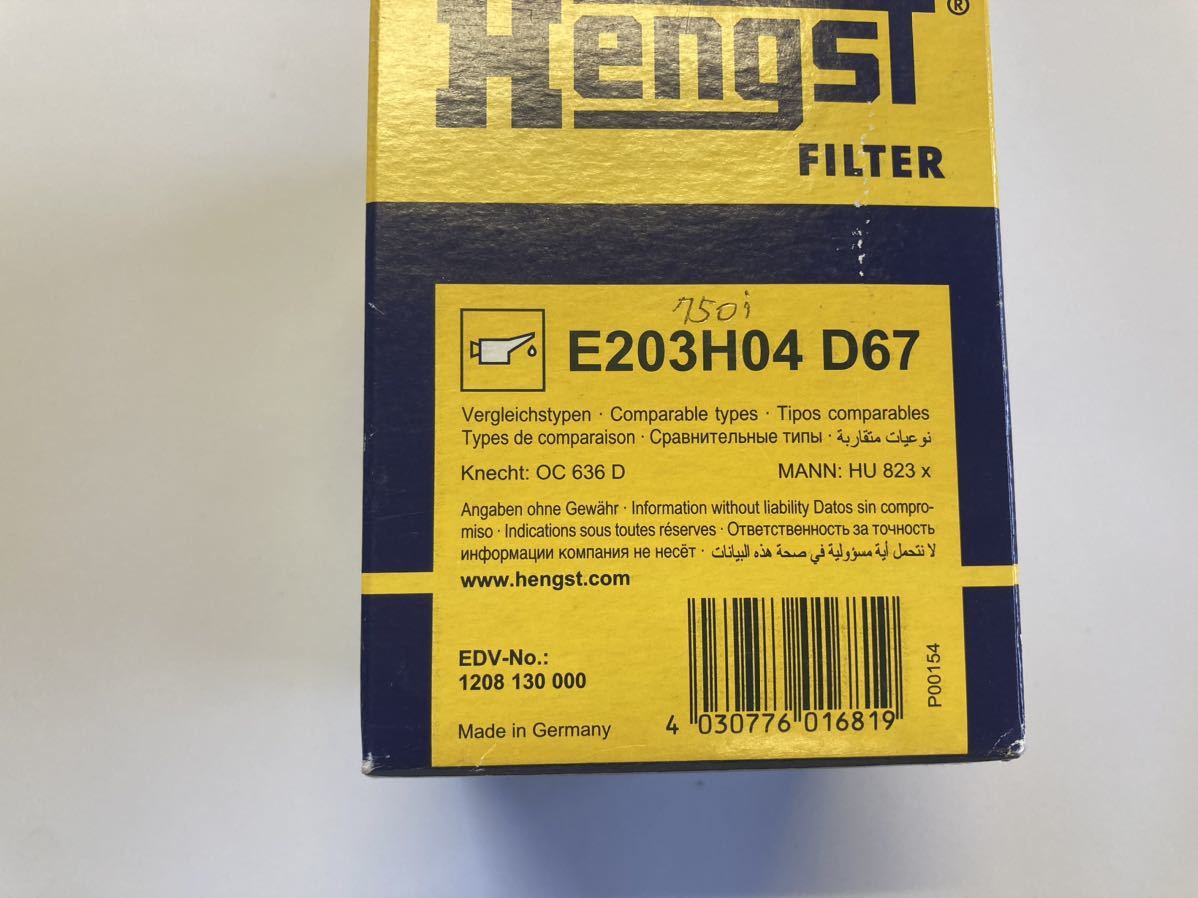 Hengst®
FILTER
750i
E203H04 D67
Vergleichstypen · Comparable types · Tipos comparables
Types de comparaison · Сравнительные типы · نوعيات متقاربة
Knecht: OC 636 D MANN: HU 823 x
Angaben ohne Gewähr · Information without liability Datos sin compro-
miso · Indications sous toutes réserves · Ответственность за точность
информации компания не несёт · لا نتحمل أية مسؤولية في صحة هذه البيانات
www.hengst.com
EDV-No.:
1208 130 000
Made in Germany
4 030776 016819
P00154